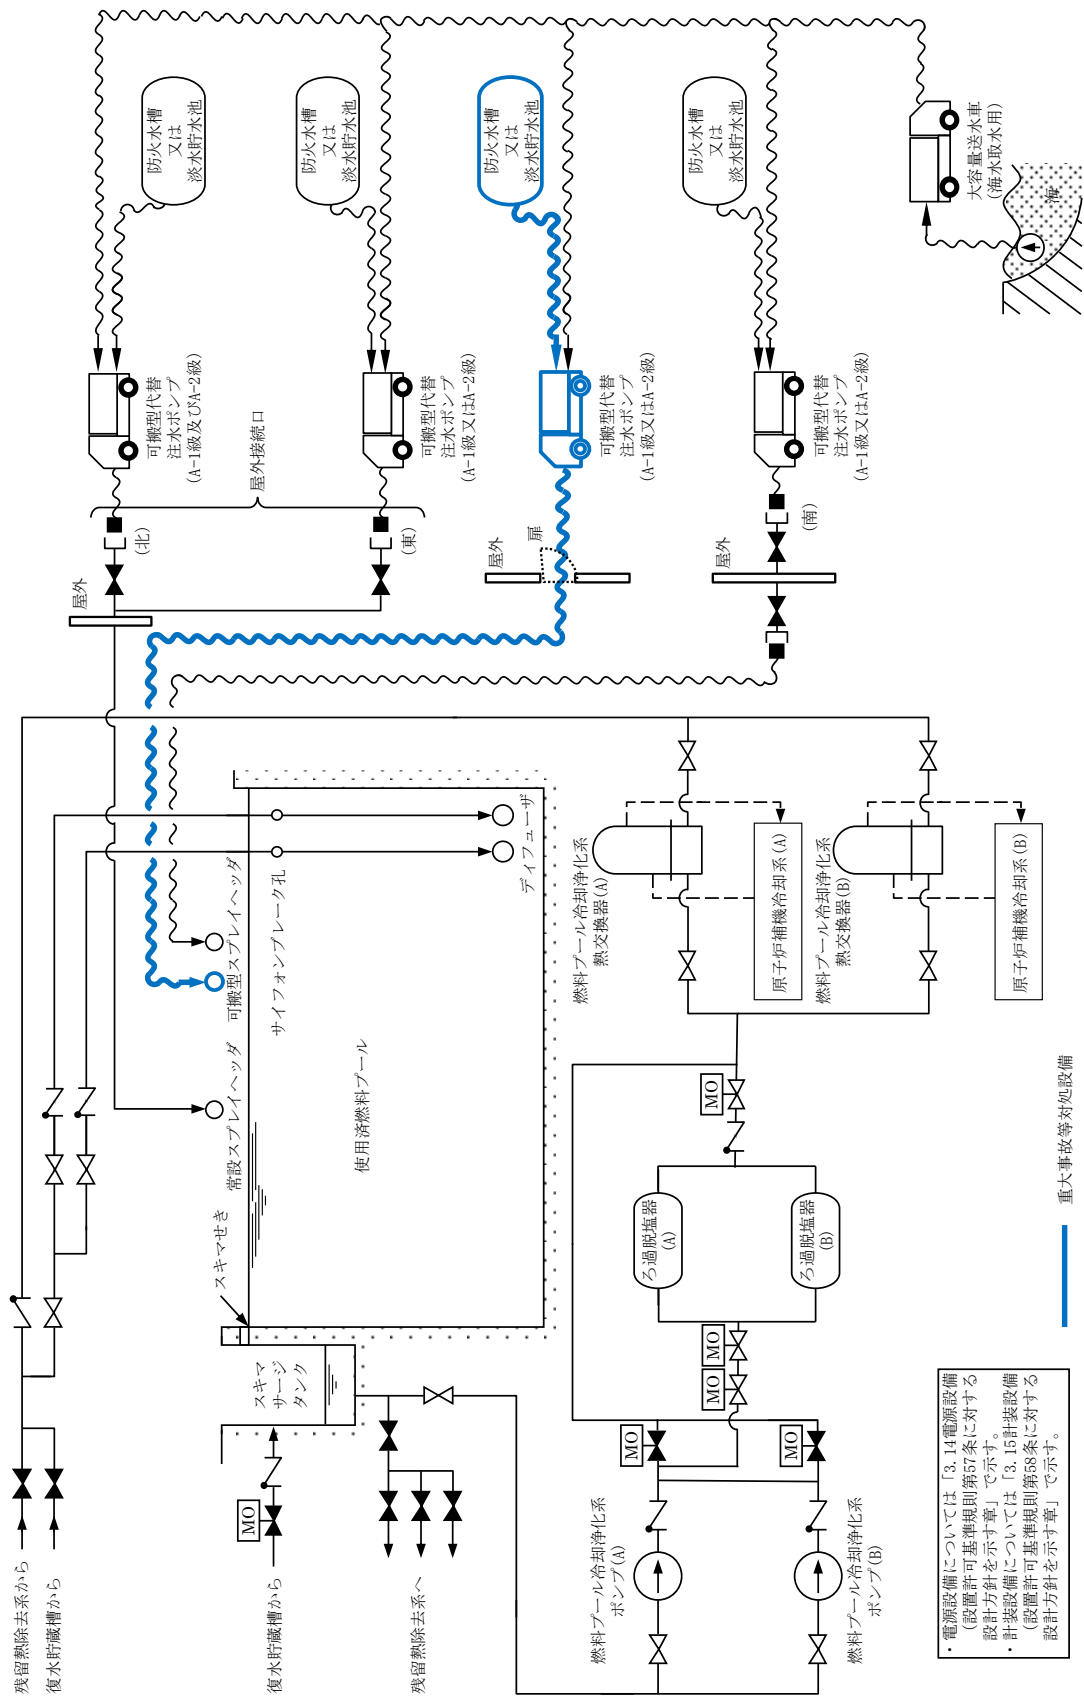 残留熱除去系から
復水貯蔵槽から
復水貯蔵槽から
残留熱除去系へ
MO
スキマ
サージ
タンク
スキマせき
常設スプレイヘッダ
可搬型スプレイヘッダ
サイフォンブレーク孔
使用済燃料プール
ディフューザ
屋外
(北)
(東)
屋外接続口
可搬型代替
注水ポンプ
(A-1級及びA-2級)
防火水槽
又は
淡水貯水池
可搬型代替
注水ポンプ
(A-1級又はA-2級)
防火水槽
又は
淡水貯水池
屋外
扉
可搬型代替
注水ポンプ
(A-1級又はA-2級)
防火水槽
又は
淡水貯水池
屋外
(南)
可搬型代替
注水ポンプ
(A-1級又はA-2級)
防火水槽
又は
淡水貯水池
大容量送水車
(海水取水用)
海
燃料プール冷却浄化系
ポンプ(A)
燃料プール冷却浄化系
ポンプ(B)
MO
MO
MO
MO
ろ過脱塩器
(A)
ろ過脱塩器
(B)
MO
燃料プール冷却浄化系
熱交換器(A)
原子炉補機冷却系(A)
燃料プール冷却浄化系
熱交換器(B)
原子炉補機冷却系(B)
・電源設備については「3.14電源設備
(設置許可基準規則第57条に対する
設計方針を示す章」で示す。
・計装設備については「3.15計装設備
(設置許可基準規則第58条に対する
設計方針を示す章」で示す。
重大事故等対処設備